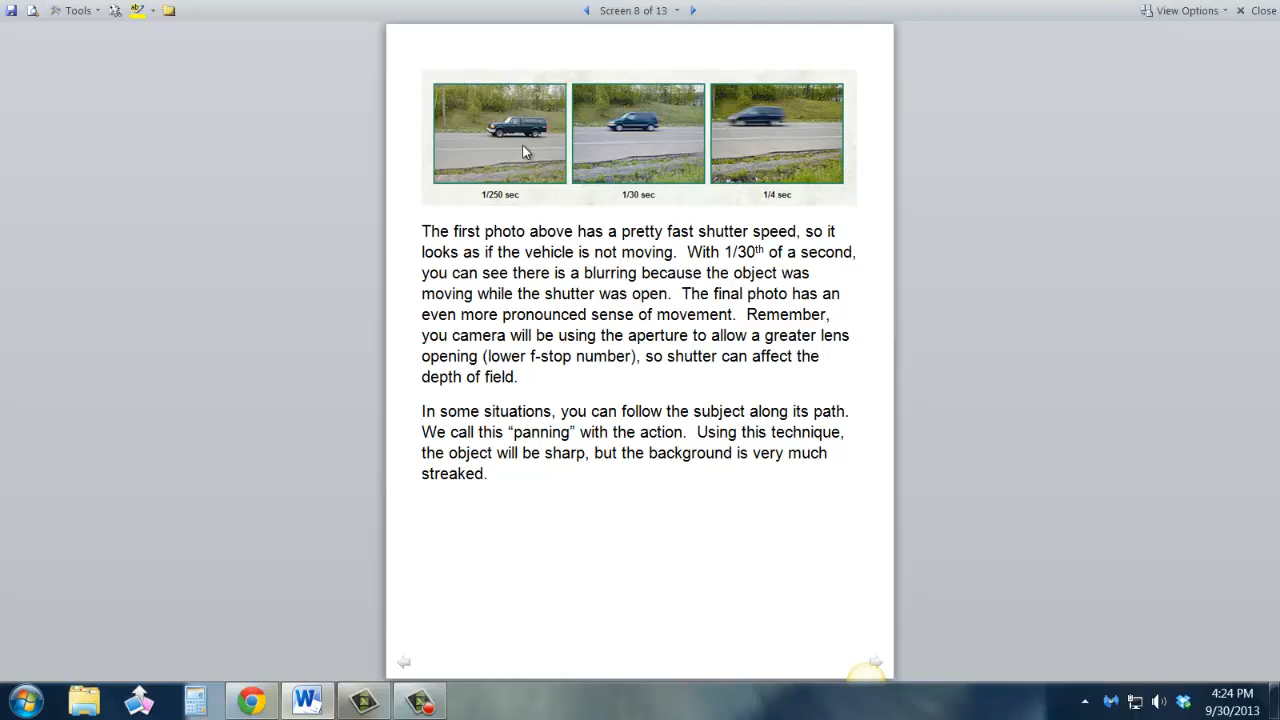 Tools
Screen 8 of 13
View Options
Close
1/250 sec
1/30 sec
1/4 sec
The first photo above has a pretty fast shutter speed, so it
looks as if the vehicle is not moving. With 1/30th of a second,
you can see there is a blurring because the object was
moving while the shutter was open. The final photo has an
even more pronounced sense of movement. Remember,
you camera will be using the aperture to allow a greater lens
opening (lower f-stop number), so shutter can affect the
depth of field.
In some situations, you can follow the subject along its path.
We call this “panning” with the action. Using this technique,
the object will be sharp, but the background is very much
streaked.
4:24 PM
9/30/2013